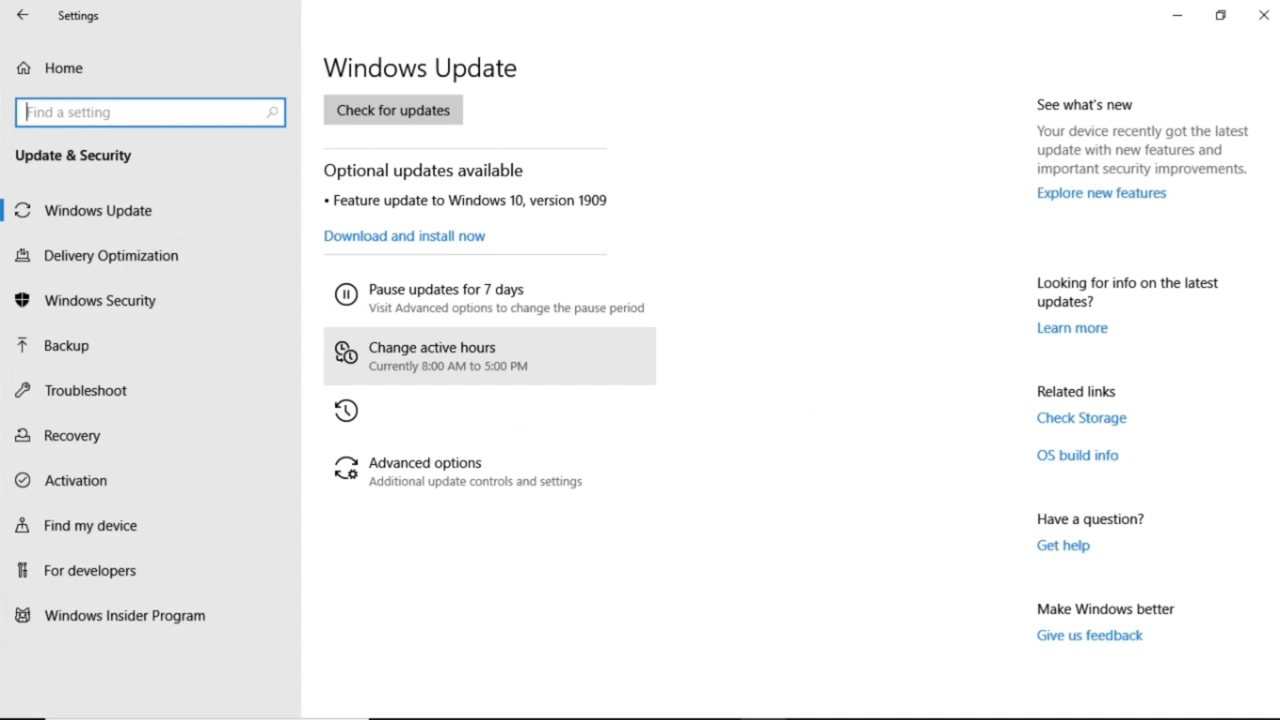 Settings
Home
Find a setting
Update & Security
Windows Update
Delivery Optimization
Windows Security
Backup
Troubleshoot
Recovery
Activation
Find my device
For developers
Windows Insider Program
Windows Update
Check for updates
Optional updates available
• Feature update to Windows 10, version 1909
Download and install now
Pause updates for 7 days
Visit Advanced options to change the pause period
Change active hours
Currently 8:00 AM to 5:00 PM
Advanced options
Additional update controls and settings
See what's new
Your device recently got the latest
update with new features and
important security improvements.
Explore new features
Looking for info on the latest
updates?
Learn more
Related links
Check Storage
OS build info
Have a question?
Get help
Make Windows better
Give us feedback